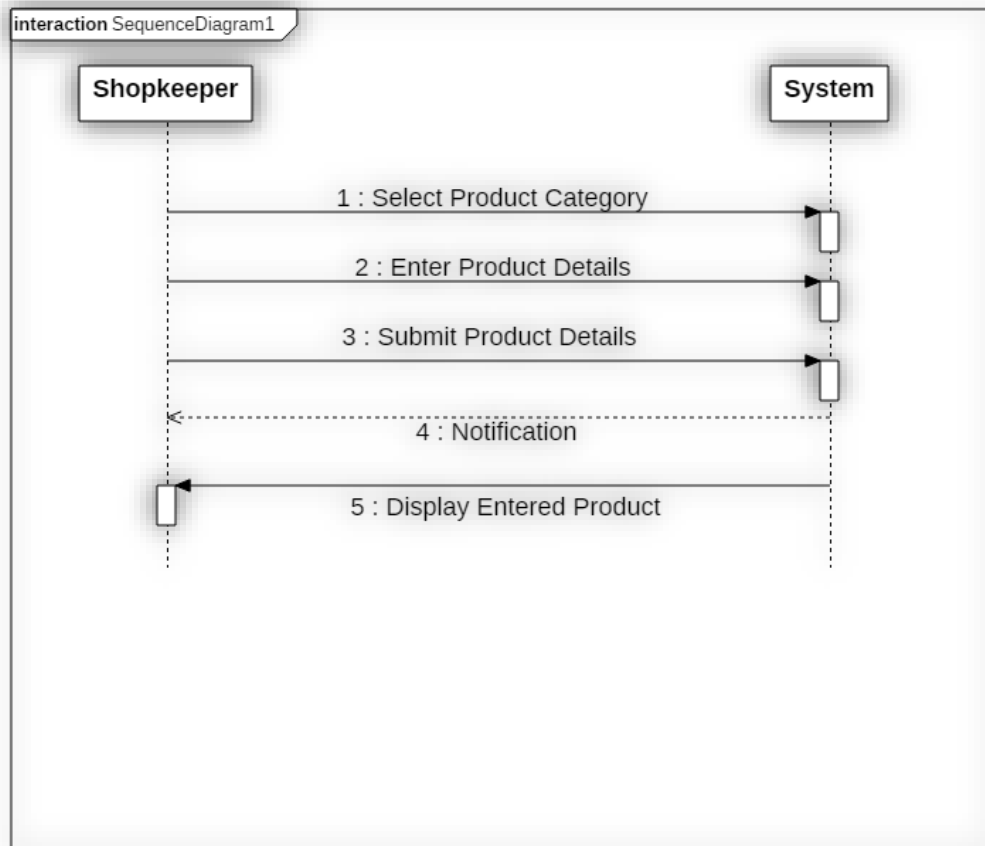 interaction SequenceDiagram1
Shopkeeper
System
1 : Select Product Category
2 : Enter Product Details
3 : Submit Product Details
4 : Notification
5 : Display Entered Product